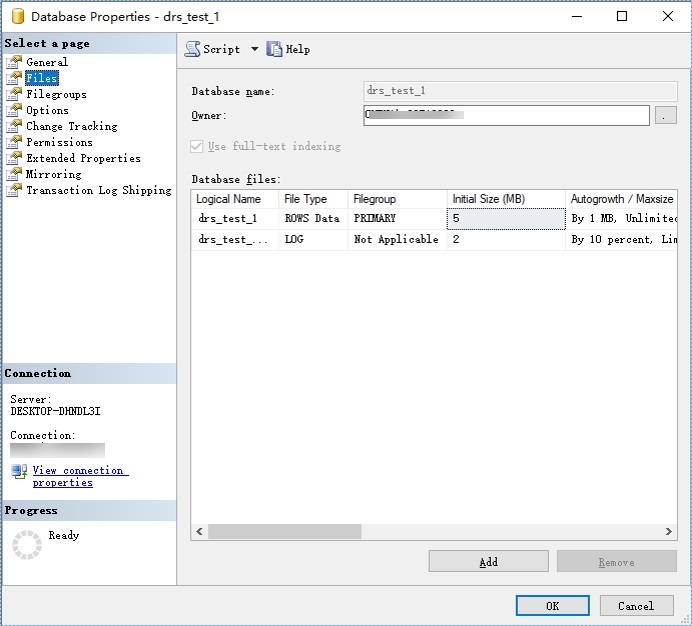 Database Properties - drs_test_1
Select a page
General
Files
Filegroups
Options
Change Tracking
Permissions
Extended Properties
Mirroring
Transaction Log Shipping
Script Help
Database name: drs_test_1
Owner:
Use full-text indexing
Database files:
Logical Name File Type Filegroup Initial Size (MB) Autogrowth / Maxsize
drs_test_1 ROWS Data PRIMARY 5 By 1 MB, Unlimited
drs_test_... LOG Not Applicable 2 By 10 percent, Lim
Connection
Server:
DESKTOP-DHNDL3I
Connection:
View connection
properties
Progress
Ready
Add Remove
OK Cancel